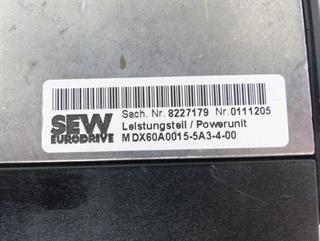 Sach. Nr. 8227179 Nr.0111205
SEW
EURODRIVE
Leistungsteil / Powerunit
MDX60A0015-5A3-4-00